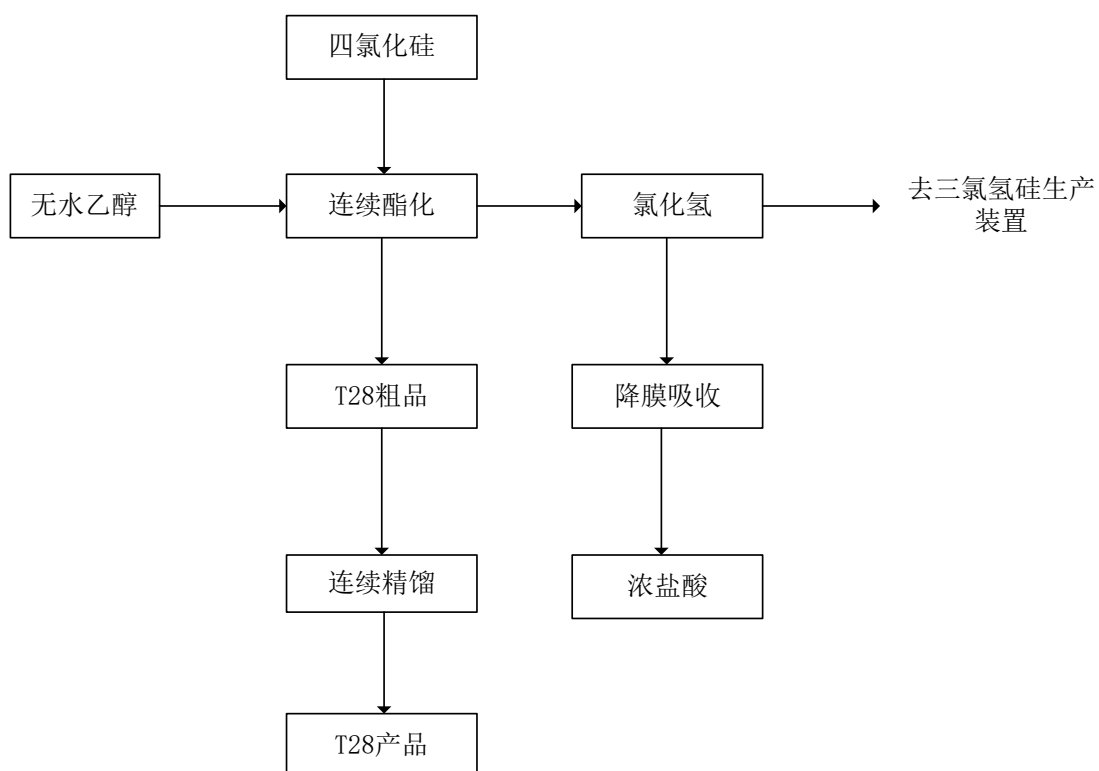 四氯化硅
无水乙醇
连续酯化
氯化氢
去三氯氢硅生产
装置
T28粗品
降膜吸收
连续精馏
浓盐酸
T28产品